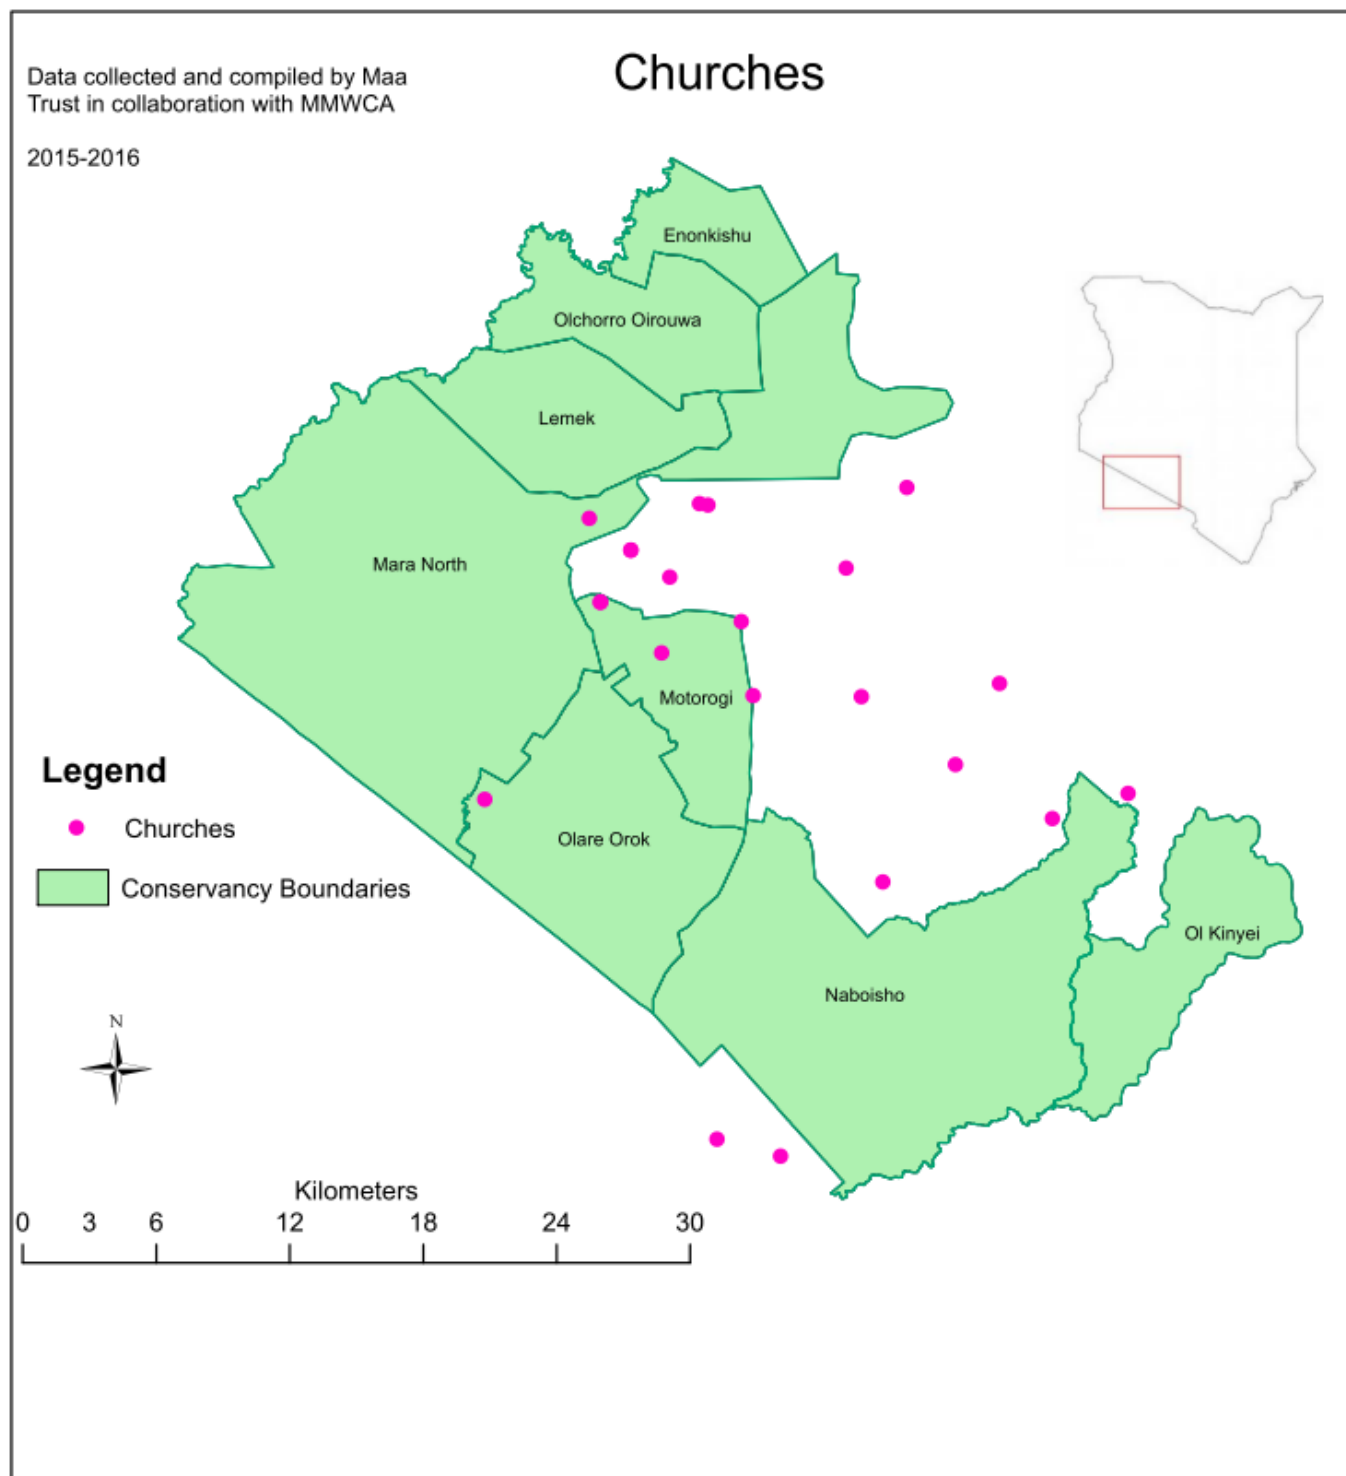 Churches
Data collected and compiled by Maa
Trust in collaboration with MMWCA
2015-2016
Enonkishu
Olchorro Oirouwa
Lemek
Mara North
Motorogi
Olare Orok
Ol Kinyei
Naboisho
Legend
Churches
Conservancy Boundaries
N
Kilometers
0 3 6 12 18 24 30